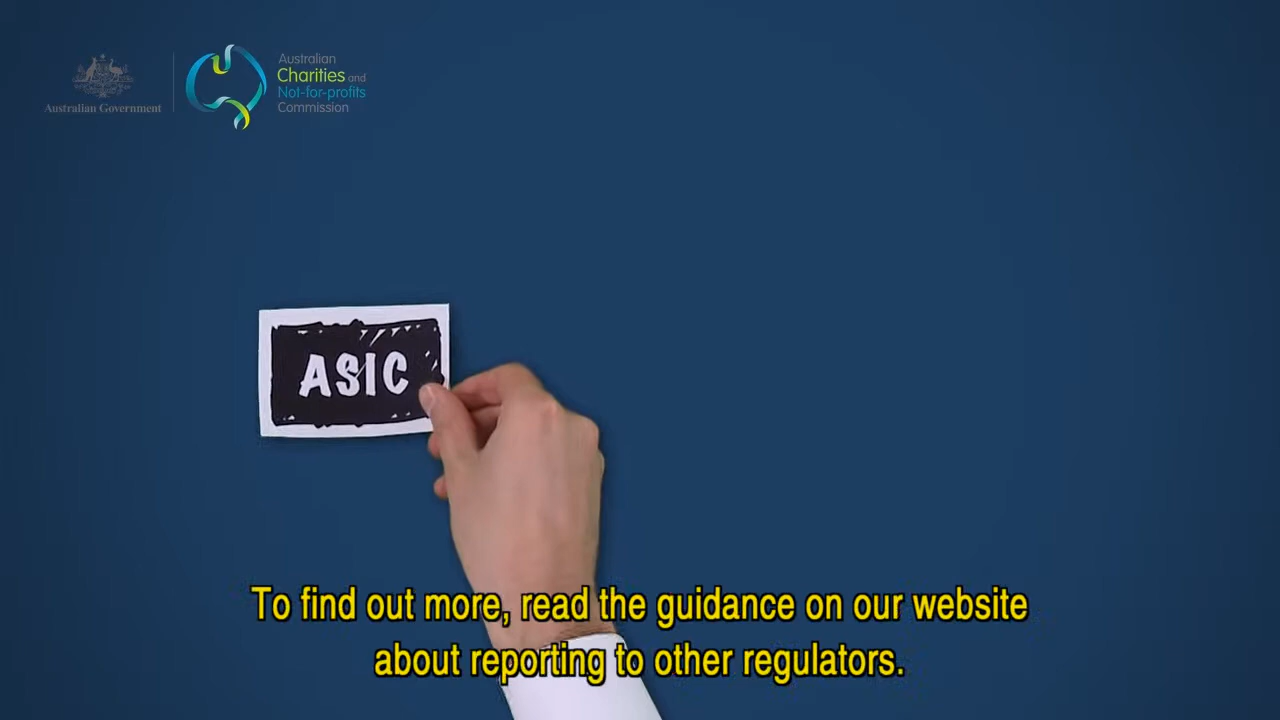 Australian Government
Australian
Charities and
Not-for-profits
Commission
ASIC
To find out more, read the guidance on our website
about reporting to other regulators.